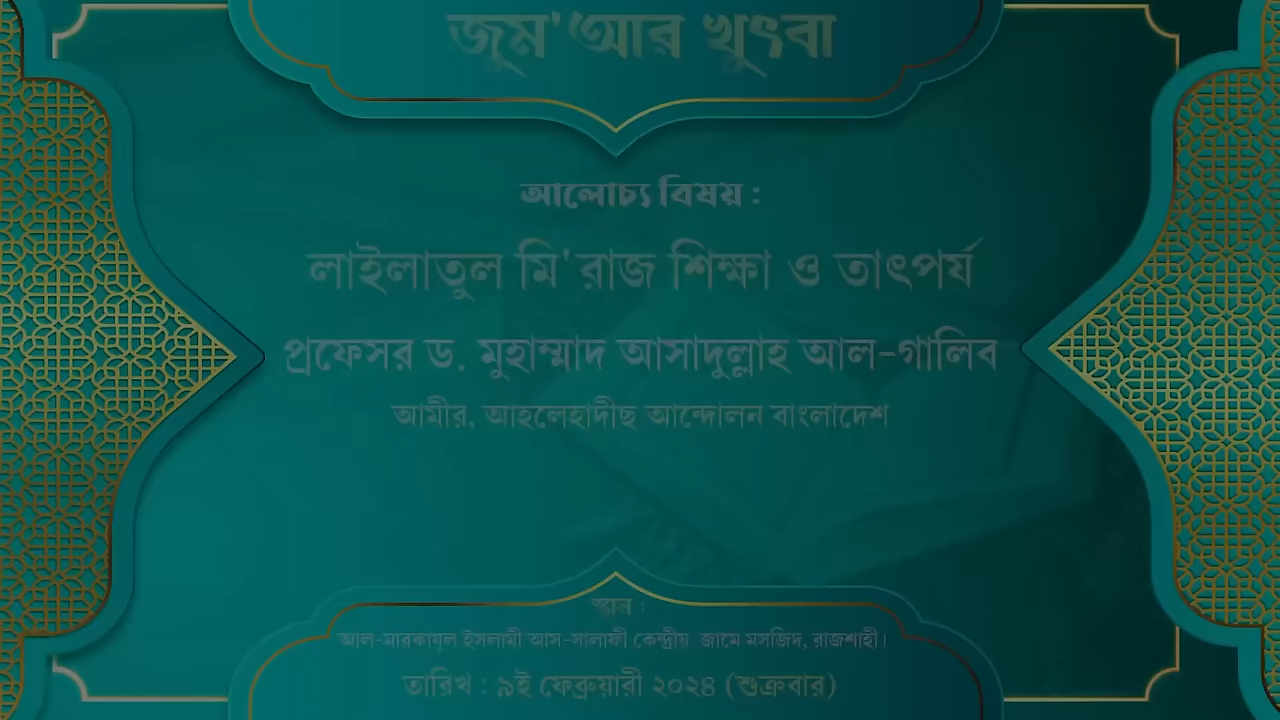 জুম'আর খুৎবা
আলোচ্য বিষয় :
লাইলাতুল মি'রাজ শিক্ষা ও তাৎপর্য
প্রফেসর ড. মুহাম্মাদ আসাদুল্লাহ আল-গালিব
আমীর, আহলেহাদীছ আন্দোলন বাংলাদেশ
স্থান :
আল-মারকাযুল ইসলামী আস-সালাফী কেন্দ্রীয় জামে মসজিদ, রাজশাহী।
তারিখ : ৯ই ফেব্রুয়ারী ২০২৪ (শুক্রবার)